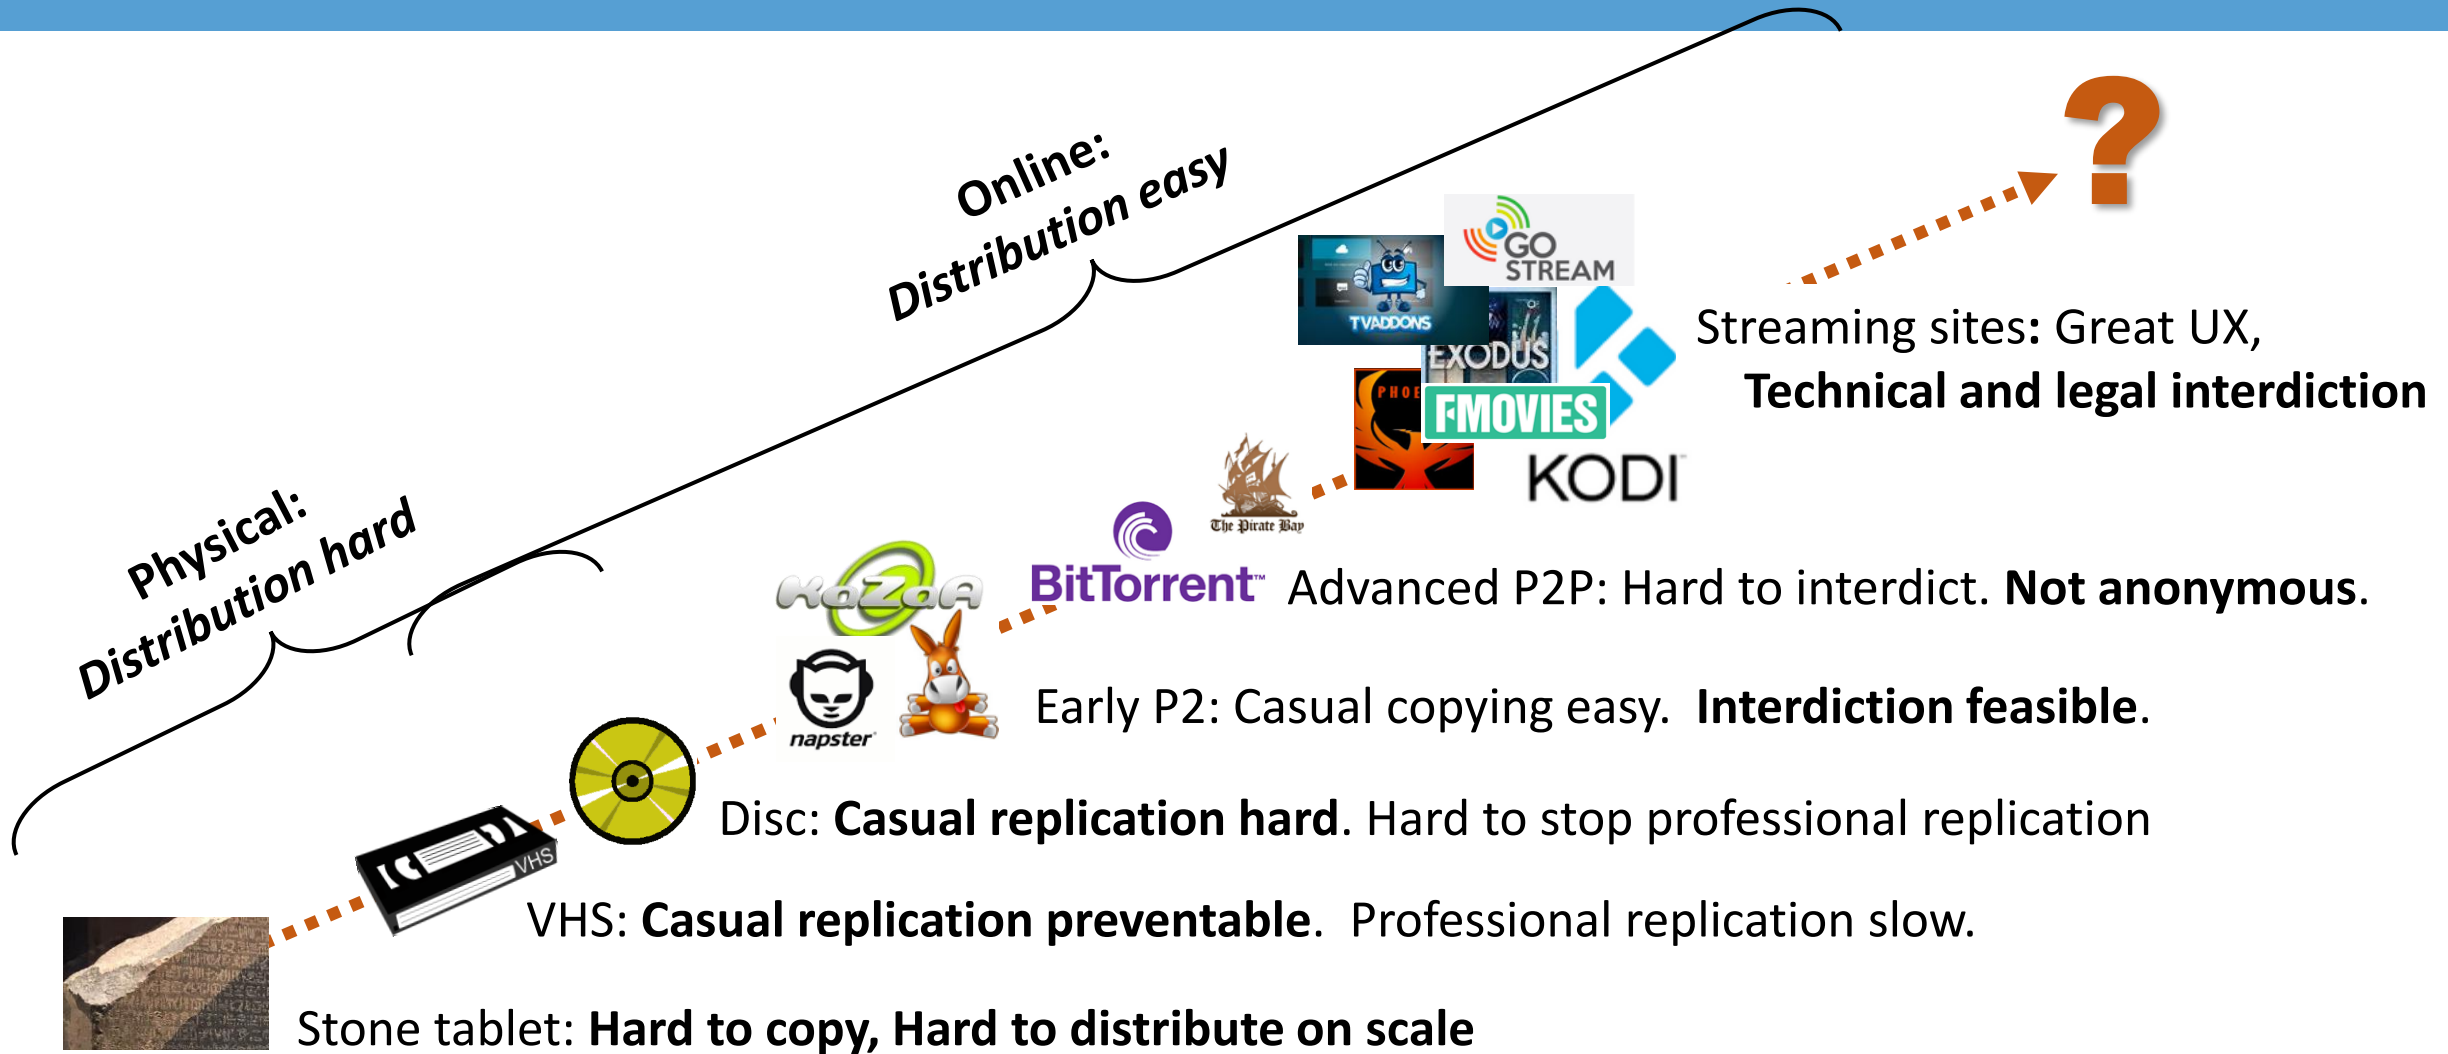 Online:
Distribution easy
Physical:
Distribution hard
GO
STREAM
TVADDONS
EXODUS
PHOE
FMOVIES
KODI
Streaming sites: Great UX,
Technical and legal interdiction
The Pirate Bay
BitTorrent™ Advanced P2P: Hard to interdict. Not anonymous.
KaZaA
napster
Early P2: Casual copying easy. Interdiction feasible.
Disc: Casual replication hard. Hard to stop professional replication
VHS
VHS: Casual replication preventable. Professional replication slow.
Stone tablet: Hard to copy, Hard to distribute on scale
?